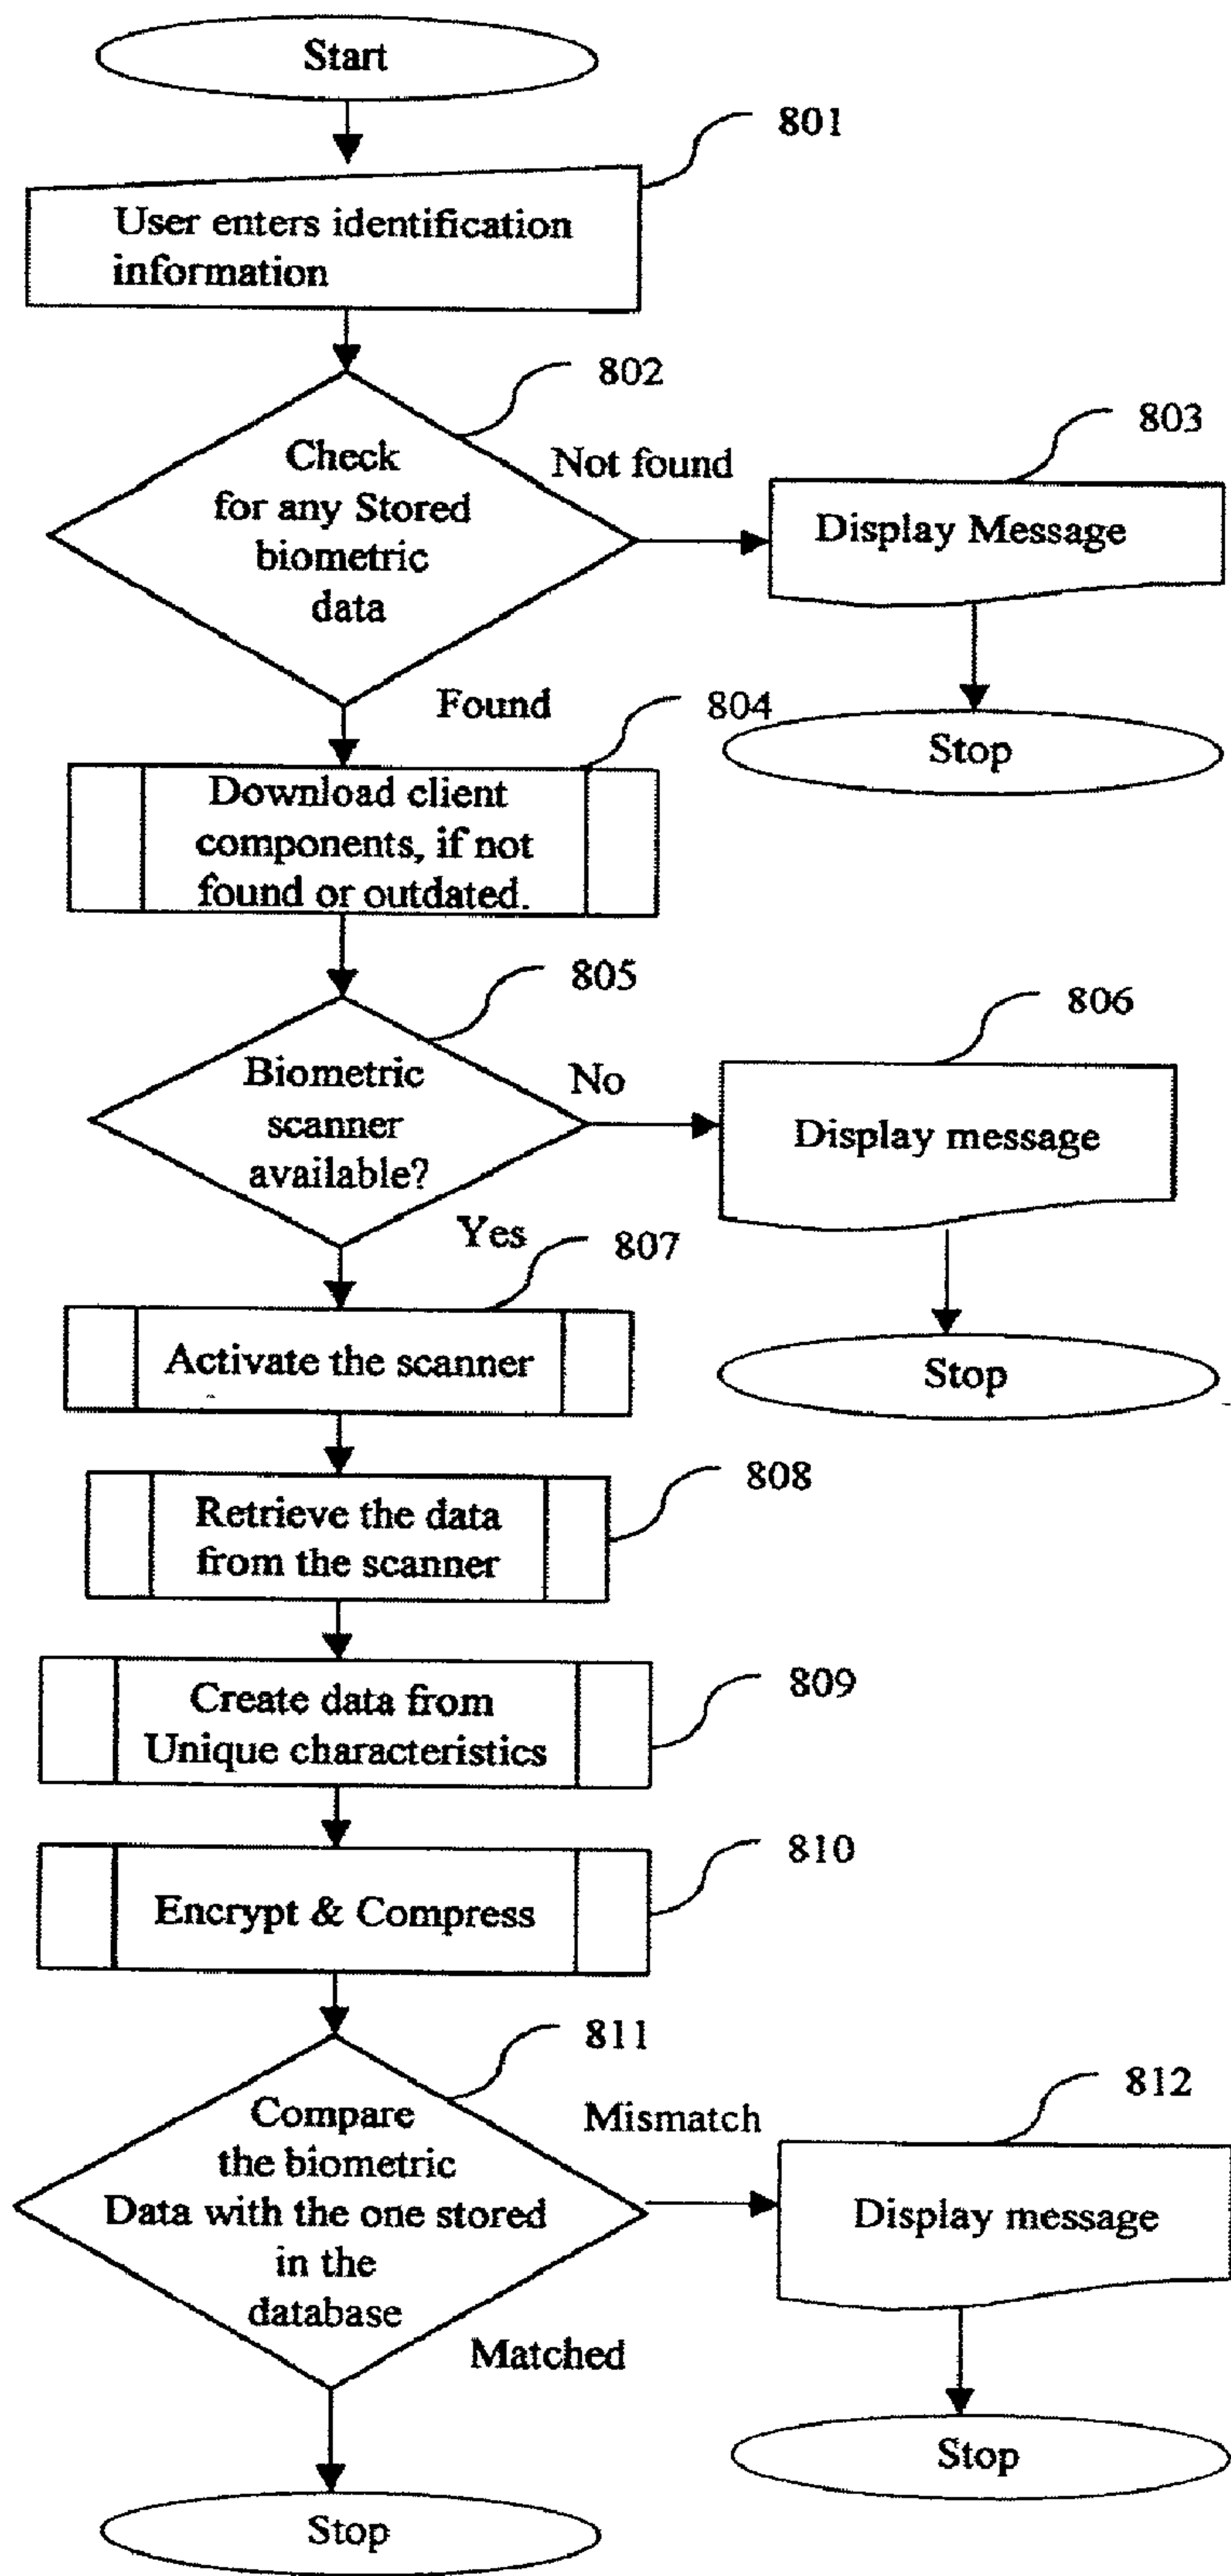 Start
801
User enters identification
information
802
Check
for any Stored
biometric
data
Not found
803
Display Message
Stop
Found
804
Download client
components, if not
found or outdated.
805
Biometric
scanner
available?
No
806
Display message
Stop
Yes
807
Activate the scanner
808
Retrieve the data
from the scanner
809
Create data from
Unique characteristics
810
Encrypt & Compress
811
Compare
the biometric
Data with the one stored
in the
database
Mismatch
812
Display message
Stop
Matched
Stop